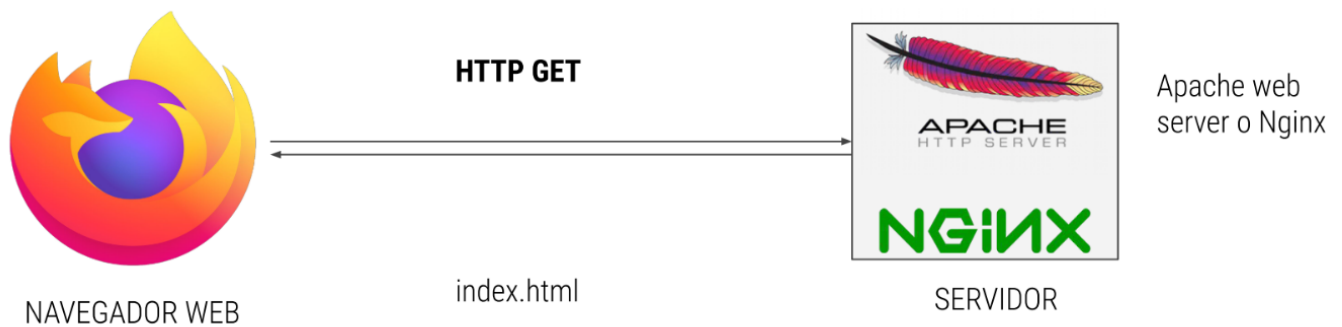 HTTP GET
APACHE
HTTP SERVER
NGiNX
Apache web
server o Nginx
index.html
NAVEGADOR WEB
SERVIDOR